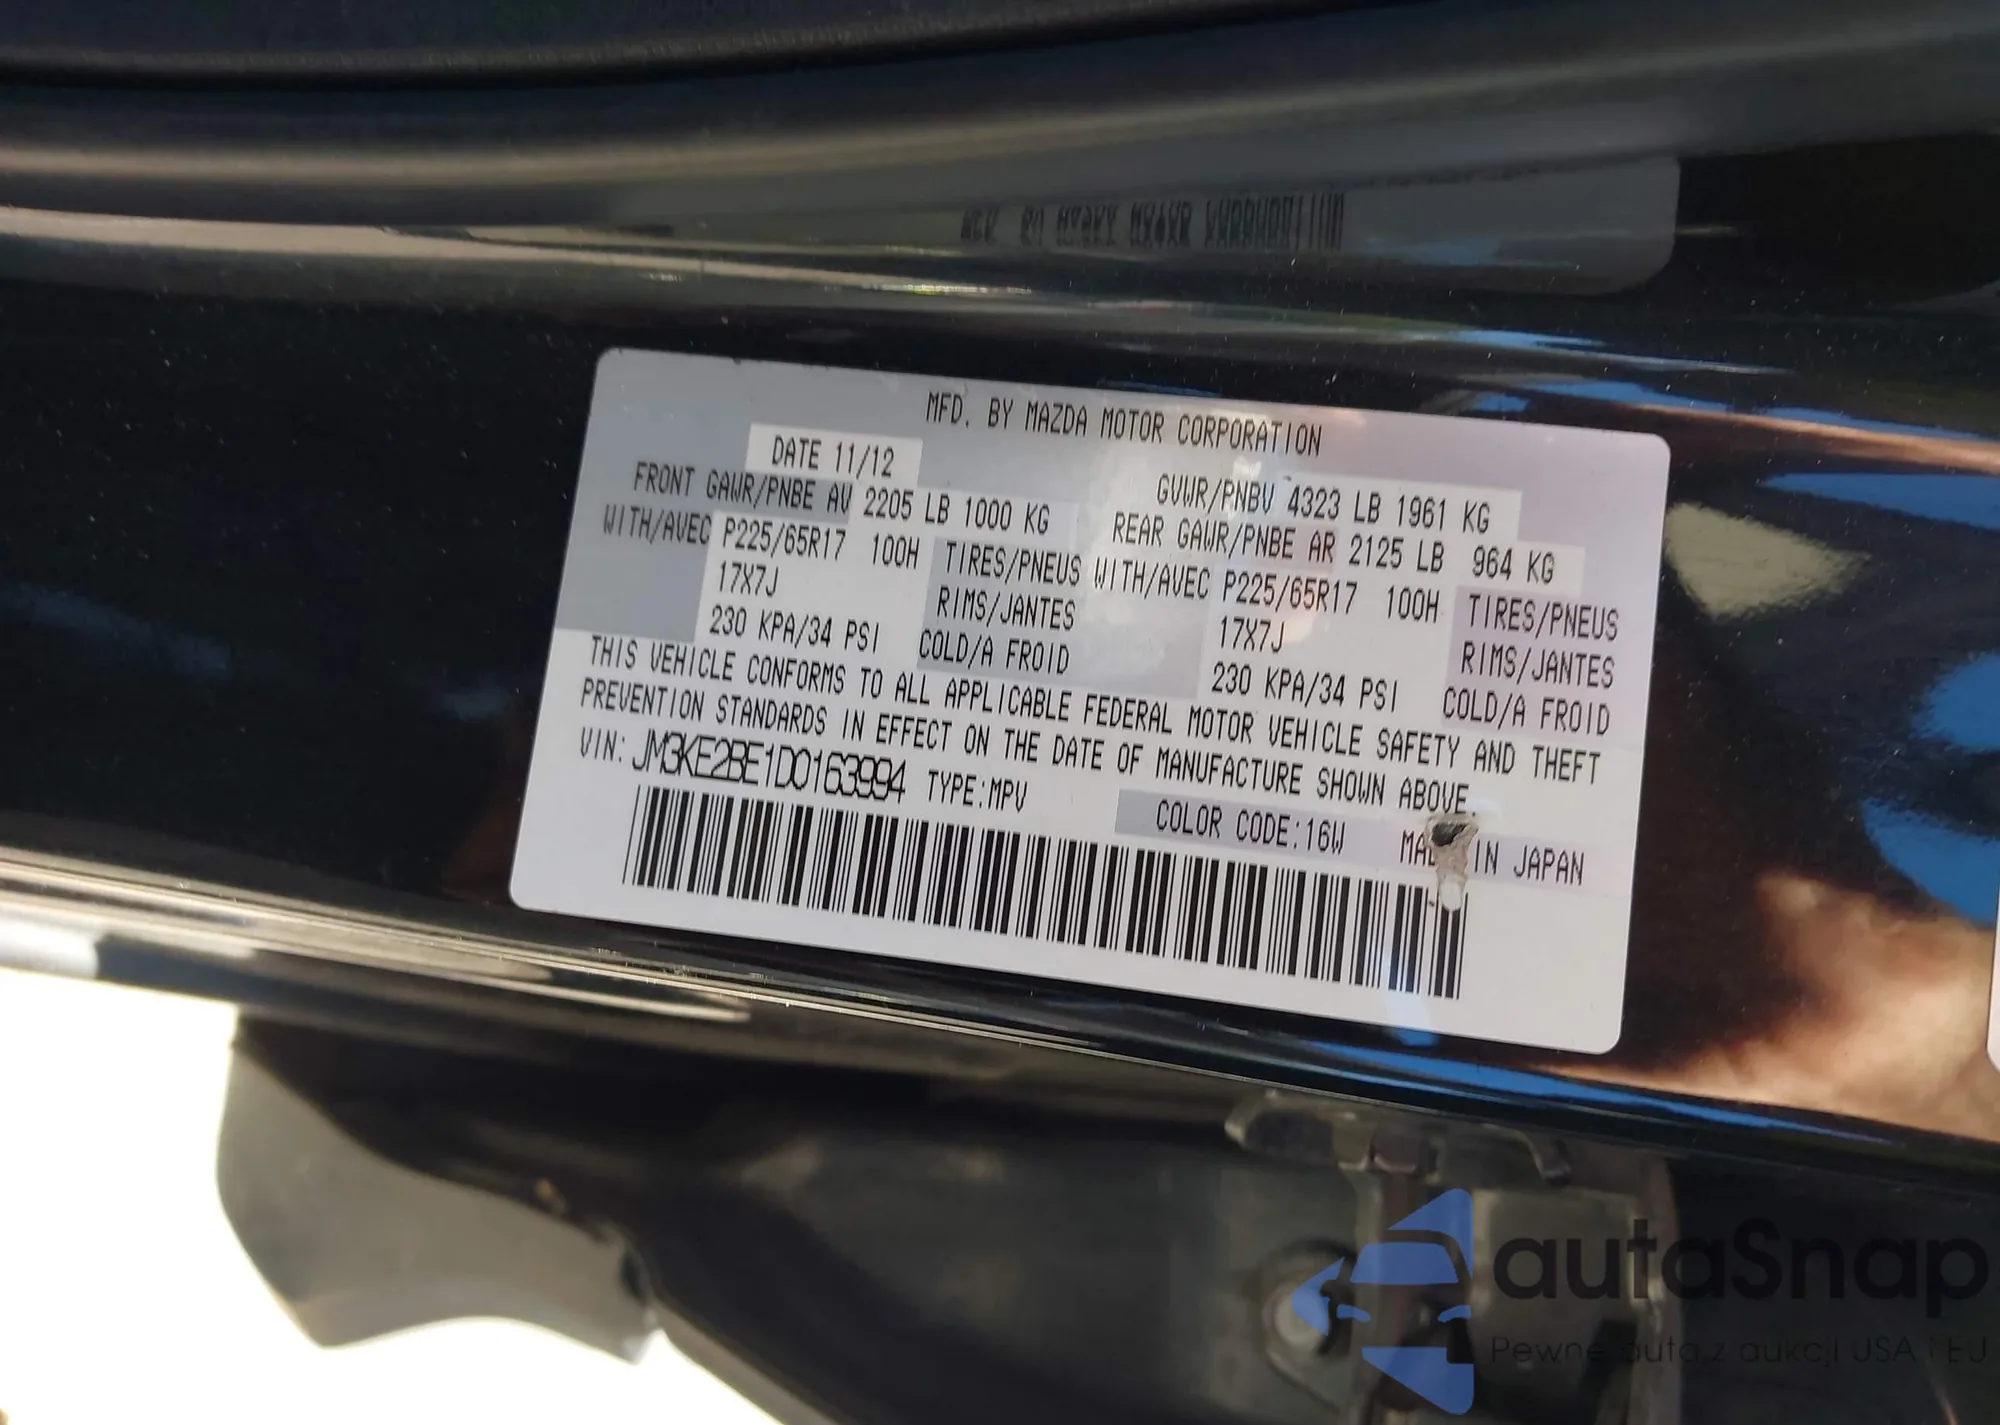 MFD. BY MAZDA MOTOR CORPORATION
DATE 11/12
GVWR/PNBV 4323 LB 1961 KG
FRONT GAWR/PNBE AV 2205 LB 1000 KG
REAR GAWR/PNBE AR 2125 LB 964 KG
WITH/AVEC P225/65R17 100H TIRES/PNEUS
WITH/AVEC P225/65R17 100H TIRES/PNEUS
17X7J RIMS/JANTES
17X7J RIMS/JANTES
230 KPA/34 PSI COLD/A FROID
230 KPA/34 PSI COLD/A FROID
THIS VEHICLE CONFORMS TO ALL APPLICABLE FEDERAL MOTOR VEHICLE SAFETY AND THEFT
PREVENTION STANDARDS IN EFFECT ON THE DATE OF MANUFACTURE SHOWN ABOVE
VIN: JM3KE2BE1D0163994 TYPE:MPV
COLOR CODE:16W IN JAPAN
autaSnap
Pewne auta z aukcji USA i EU